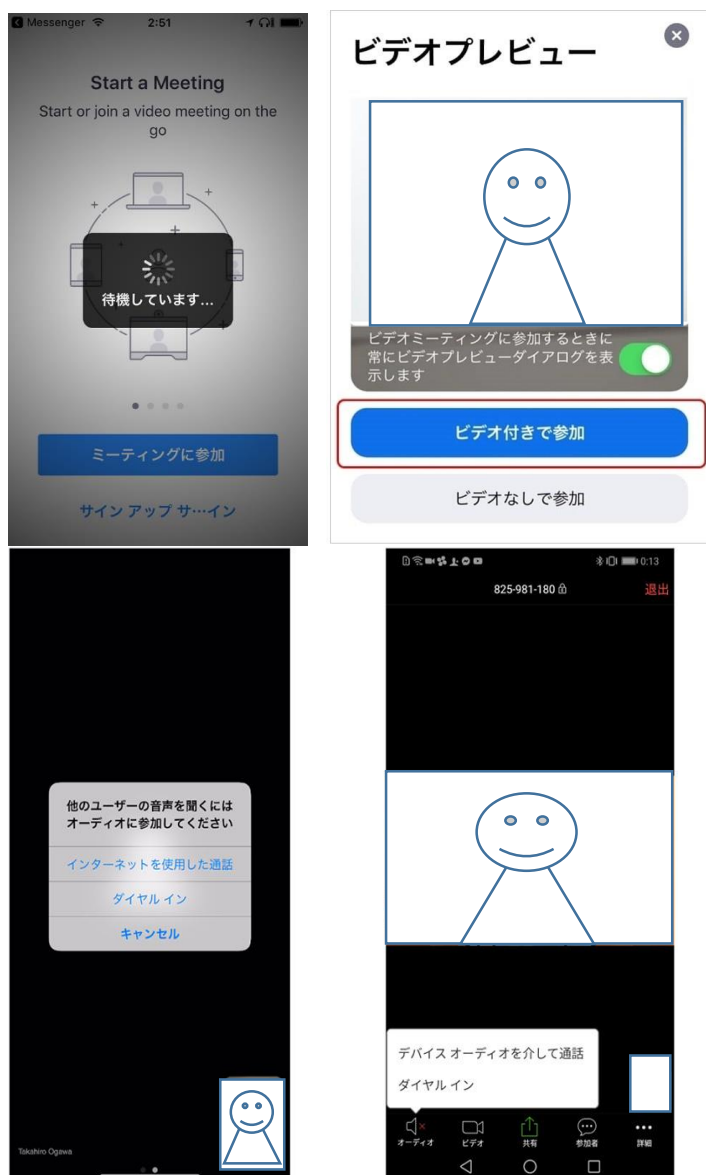 Messenger
2:51
Start a Meeting
Start or join a video meeting on the
go
待機しています...
ミーティングに参加
サイン アップ サ…イン
ビデオプレビュー
ビデオミーティングに参加するときに
常にビデオプレビューダイアログを表
示します
ビデオ付きで参加
ビデオなしで参加
他のユーザーの音声を聞くには
オーディオに参加してください
インターネットを使用した通話
ダイヤル イン
キャンセル
Takahiro Ogawa
0:13
825-981-180
退出
デバイス オーディオを介して通話
ダイヤル イン
オーディオ
ビデオ
共有
参加者
詳細